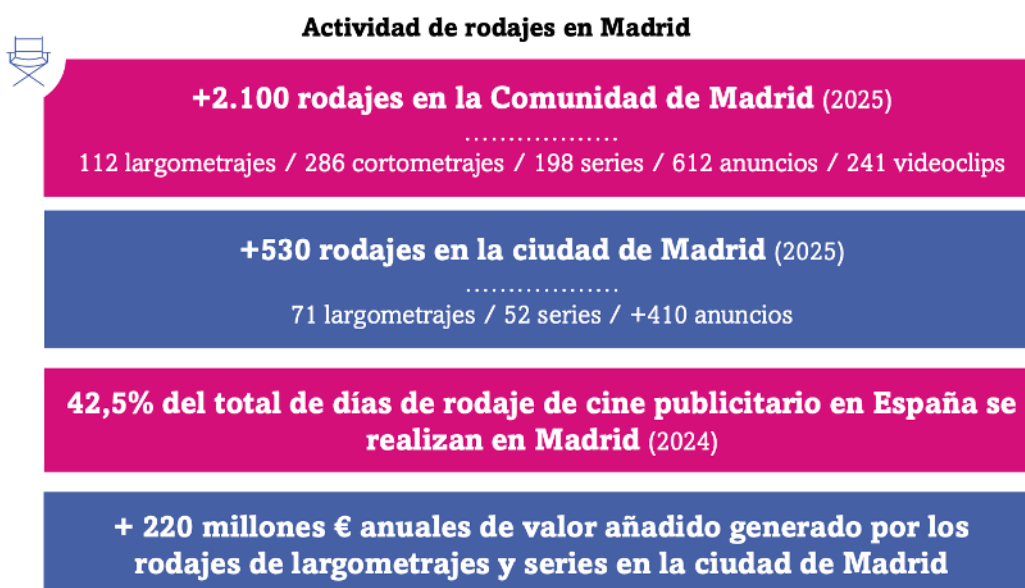 Actividad de rodajes en Madrid
+2.100 rodajes en la Comunidad de Madrid (2025)
112 largometrajes / 286 cortometrajes / 198 series / 612 anuncios / 241 videoclips
+530 rodajes en la ciudad de Madrid (2025)
71 largometrajes / 52 series / +410 anuncios
42,5% del total de días de rodaje de cine publicitario en España se
realizan en Madrid (2024)
+ 220 millones € anuales de valor añadido generado por los
rodajes de largometrajes y series en la ciudad de Madrid